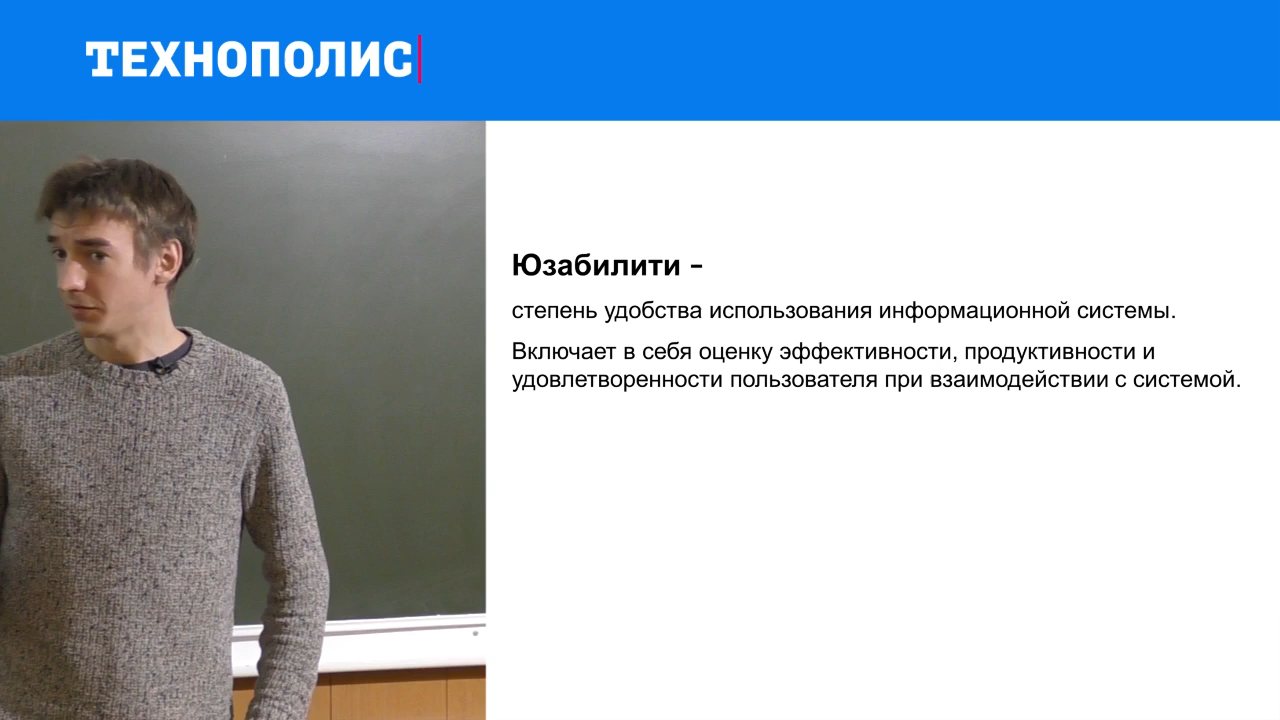 ТЕХНОПОЛИС
Юзабилити –
степень удобства использования информационной системы.
Включает в себя оценку эффективности, продуктивности и
удовлетворенности пользователя при взаимодействии с системой.